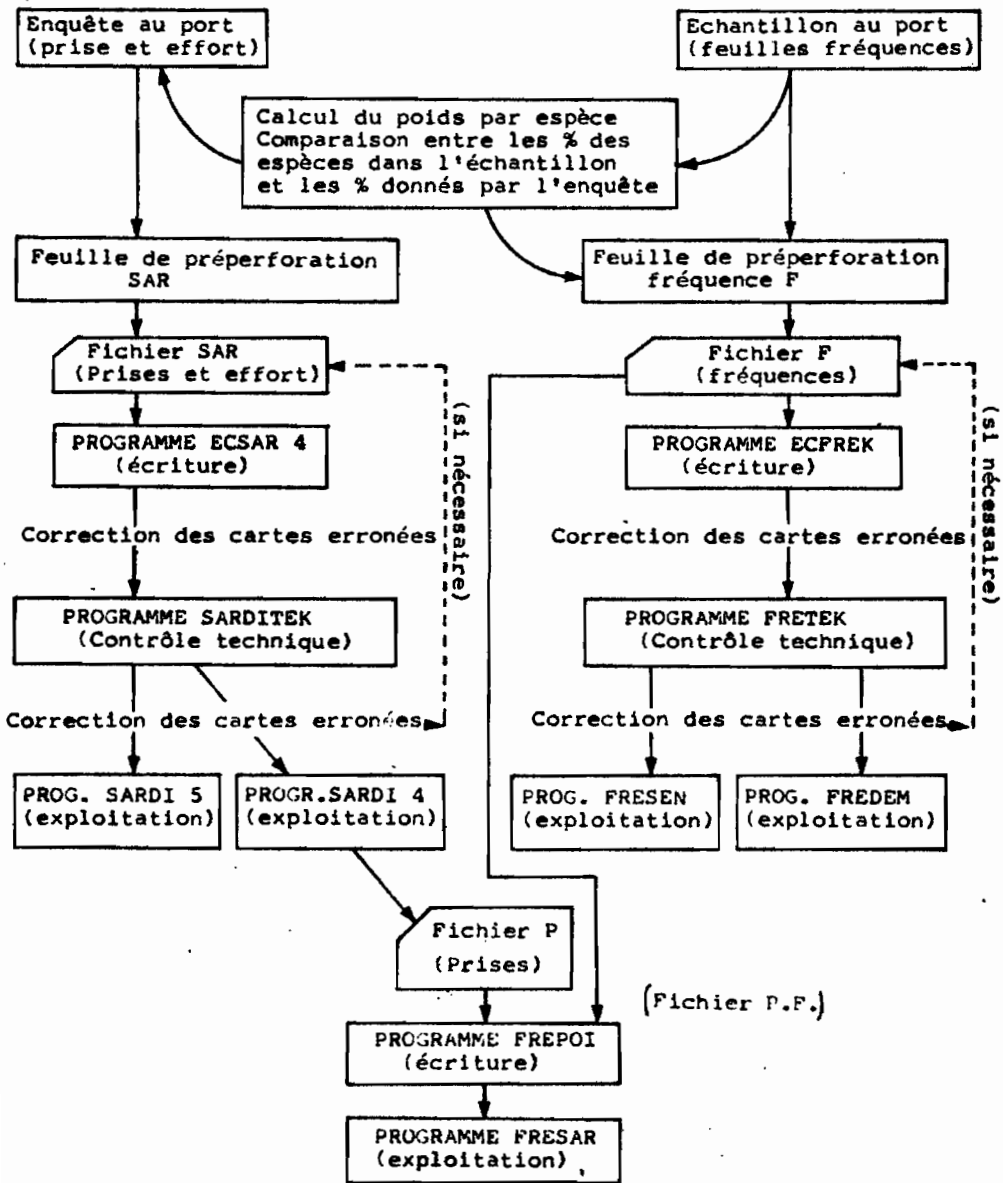 Enquête au port
(prise et effort)
Echantillon au port
(feuilles fréquences)
Calcul du poids par espèce
Comparaison entre les % des
espèces dans l'échantillon
et les % donnés par l'enquête
Feuille de préperforation
SAR
Feuille de préperforation
fréquence F
Fichier SAR
(Prises et effort)
Fichier F
(fréquences)
(si nécessaire)
(si nécessaire)
PROGRAMME ECSAR 4
(écriture)
PROGRAMME ECFREK
(écriture)
Correction des cartes erronées
Correction des cartes erronées
PROGRAMME SARDITEK
(Contrôle technique)
PROGRAMME FRETEK
(Contrôle technique)
Correction des cartes erronées
Correction des cartes erronées
PROG. SARDI 5
(exploitation)
PROGR.SARDI 4
(exploitation)
PROG. FRESEN
(exploitation)
PROG. FREDEM
(exploitation)
Fichier P
(Prises)
(Fichier P.F.)
PROGRAMME FREPOI
(écriture)
PROGRAMME FRESAR
(exploitation)